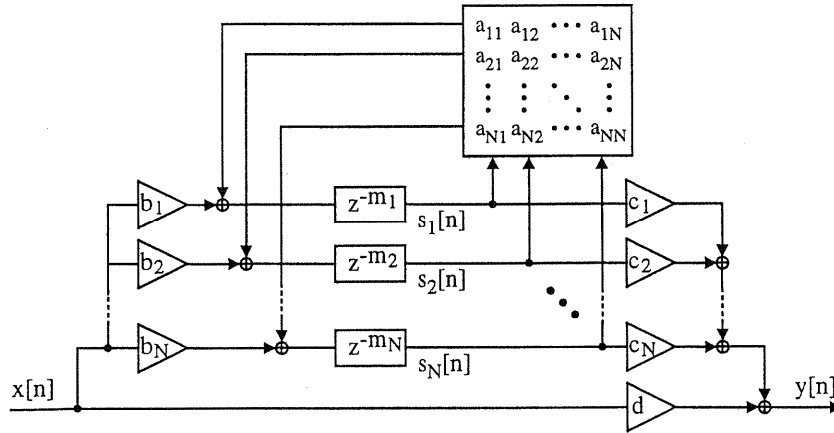 a₁₁ a₁₂ ••• a₁N
a₂₁ a₂₂ ••• a₂N
aN₁ aN₂ ••• aNN
b₁ z⁻ᵐ¹ s₁[n] c₁
b₂ z⁻ᵐ² s₂[n] c₂
bN z⁻ᵐN sN[n] cN
x[n] d y[n]